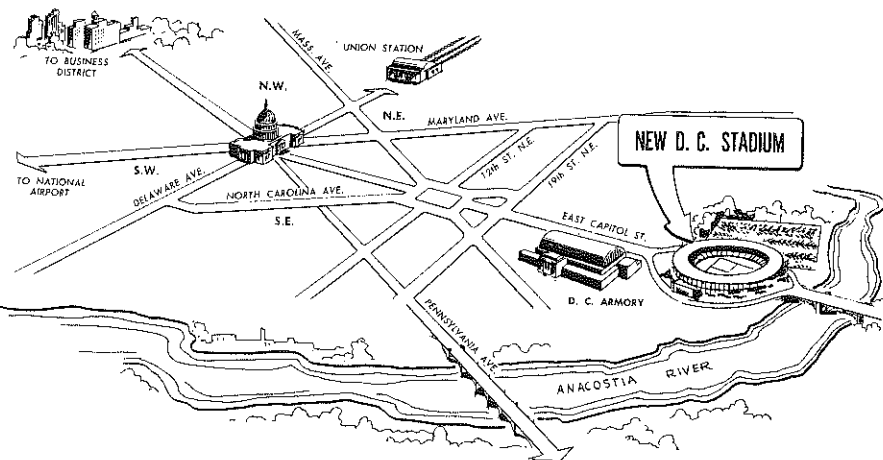 MASS. AVE.
UNION STATION
TO BUSINESS
DISTRICT
N.W.
N.E.
MARYLAND AVE.
NEW D. C. STADIUM
S.W.
12th ST. N.E.
19th ST. N.E.
TO NATIONAL
AIRPORT
DELAWARE AVE.
NORTH CAROLINA AVE.
S.E.
EAST CAPITOL ST.
D. C. ARMORY
PENNSYLVANIA AVE.
ANACOSTIA RIVER